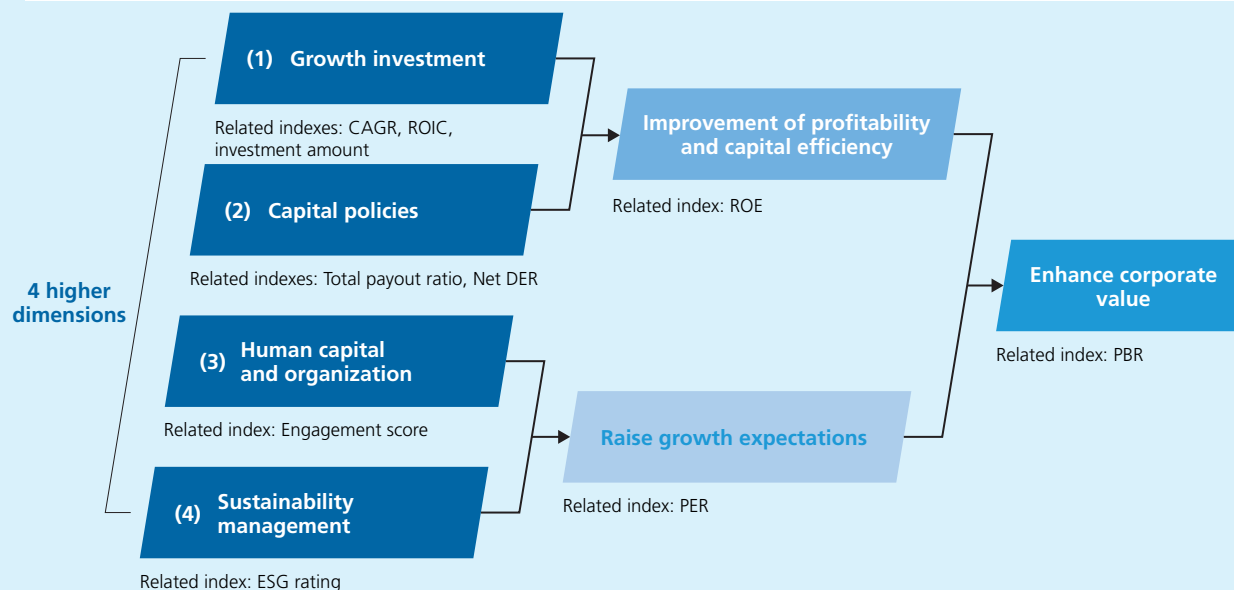 4 higher
dimensions
(1) Growth investment
Related indexes: CAGR, ROIC,
investment amount
(2) Capital policies
Related indexes: Total payout ratio, Net DER
(3) Human capital
and organization
Related index: Engagement score
(4) Sustainability
management
Related index: ESG rating
Improvement of profitability
and capital efficiency
Related index: ROE
Raise growth expectations
Related index: PER
Enhance corporate
value
Related index: PBR